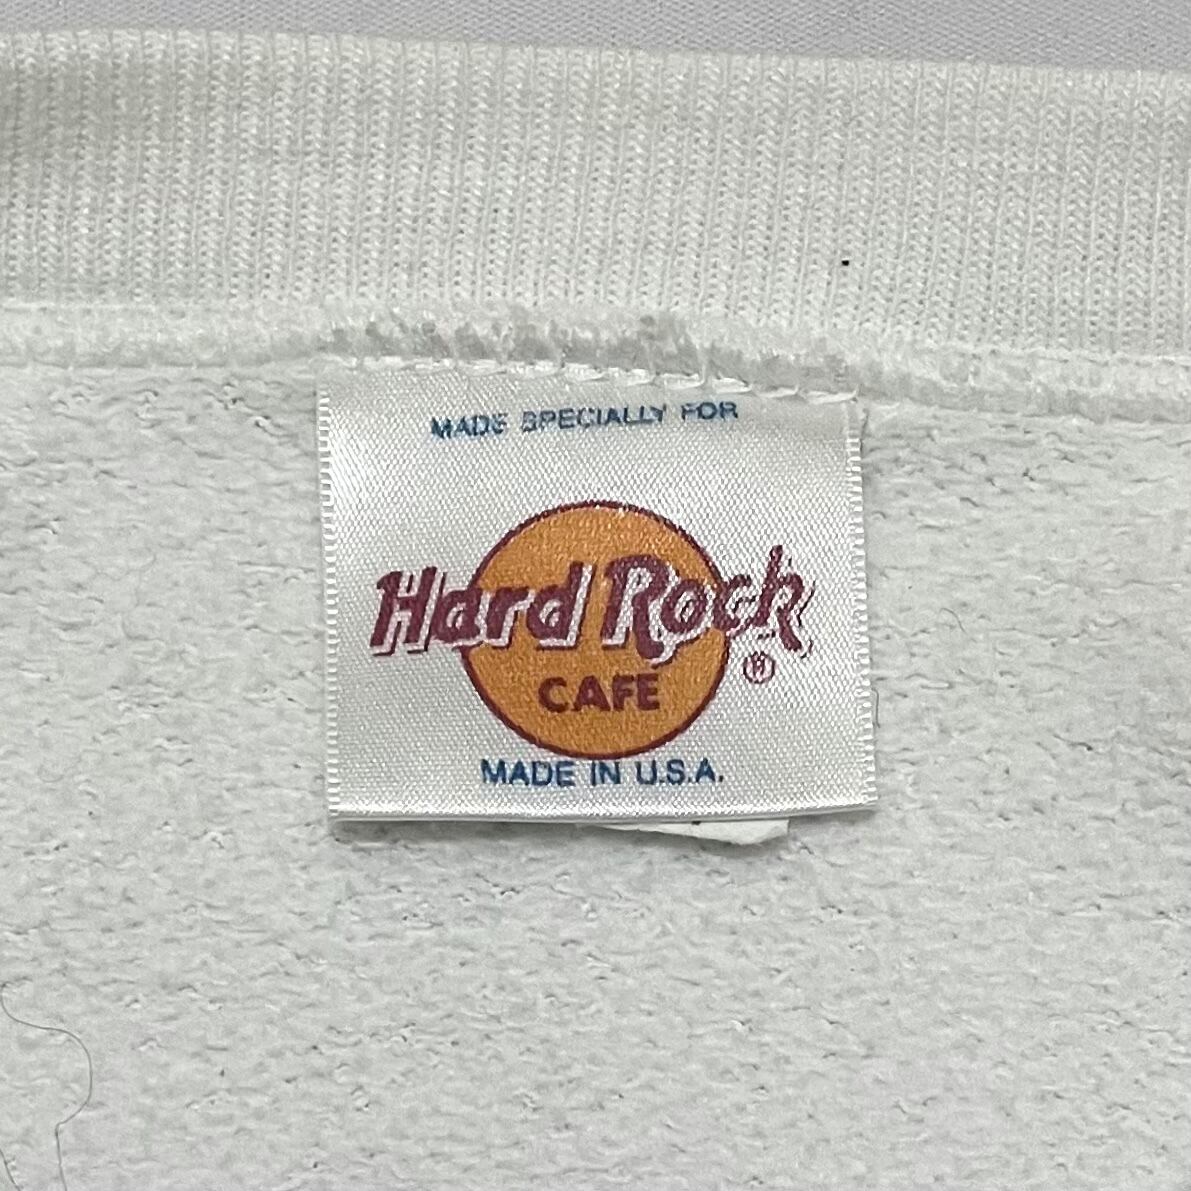 MADE SPECIALLY FOR
Hard Rock
CAFE
®
MADE IN U.S.A.